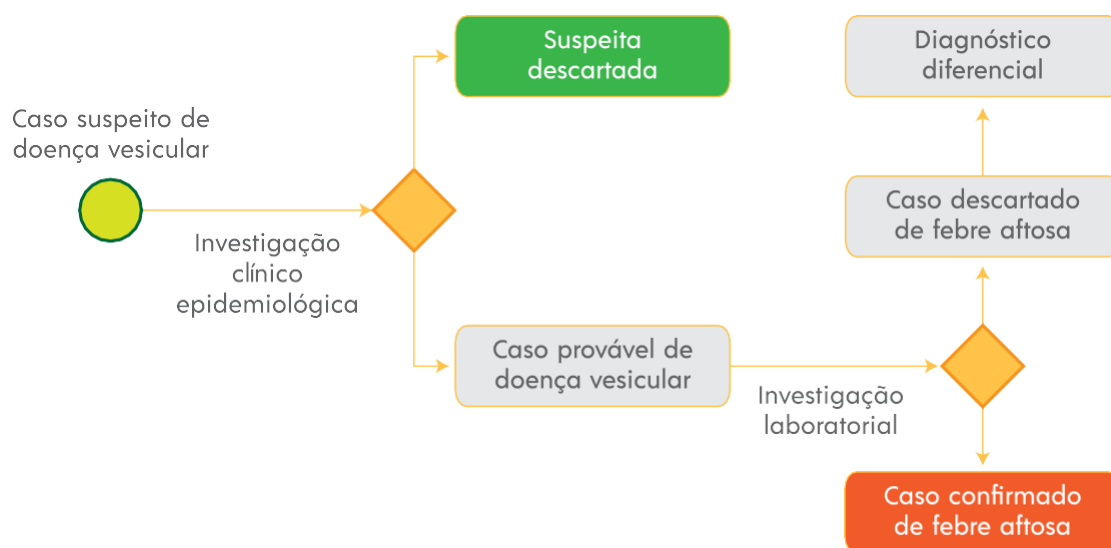 Caso suspeito de
doença vesicular
Investigação
clínico
epidemiológica
Suspeita
descartada
Caso provável de
doença vesicular
Investigação
laboratorial
Diagnóstico
diferencial
Caso descartado
de febre aftosa
Caso confirmado
de febre aftosa